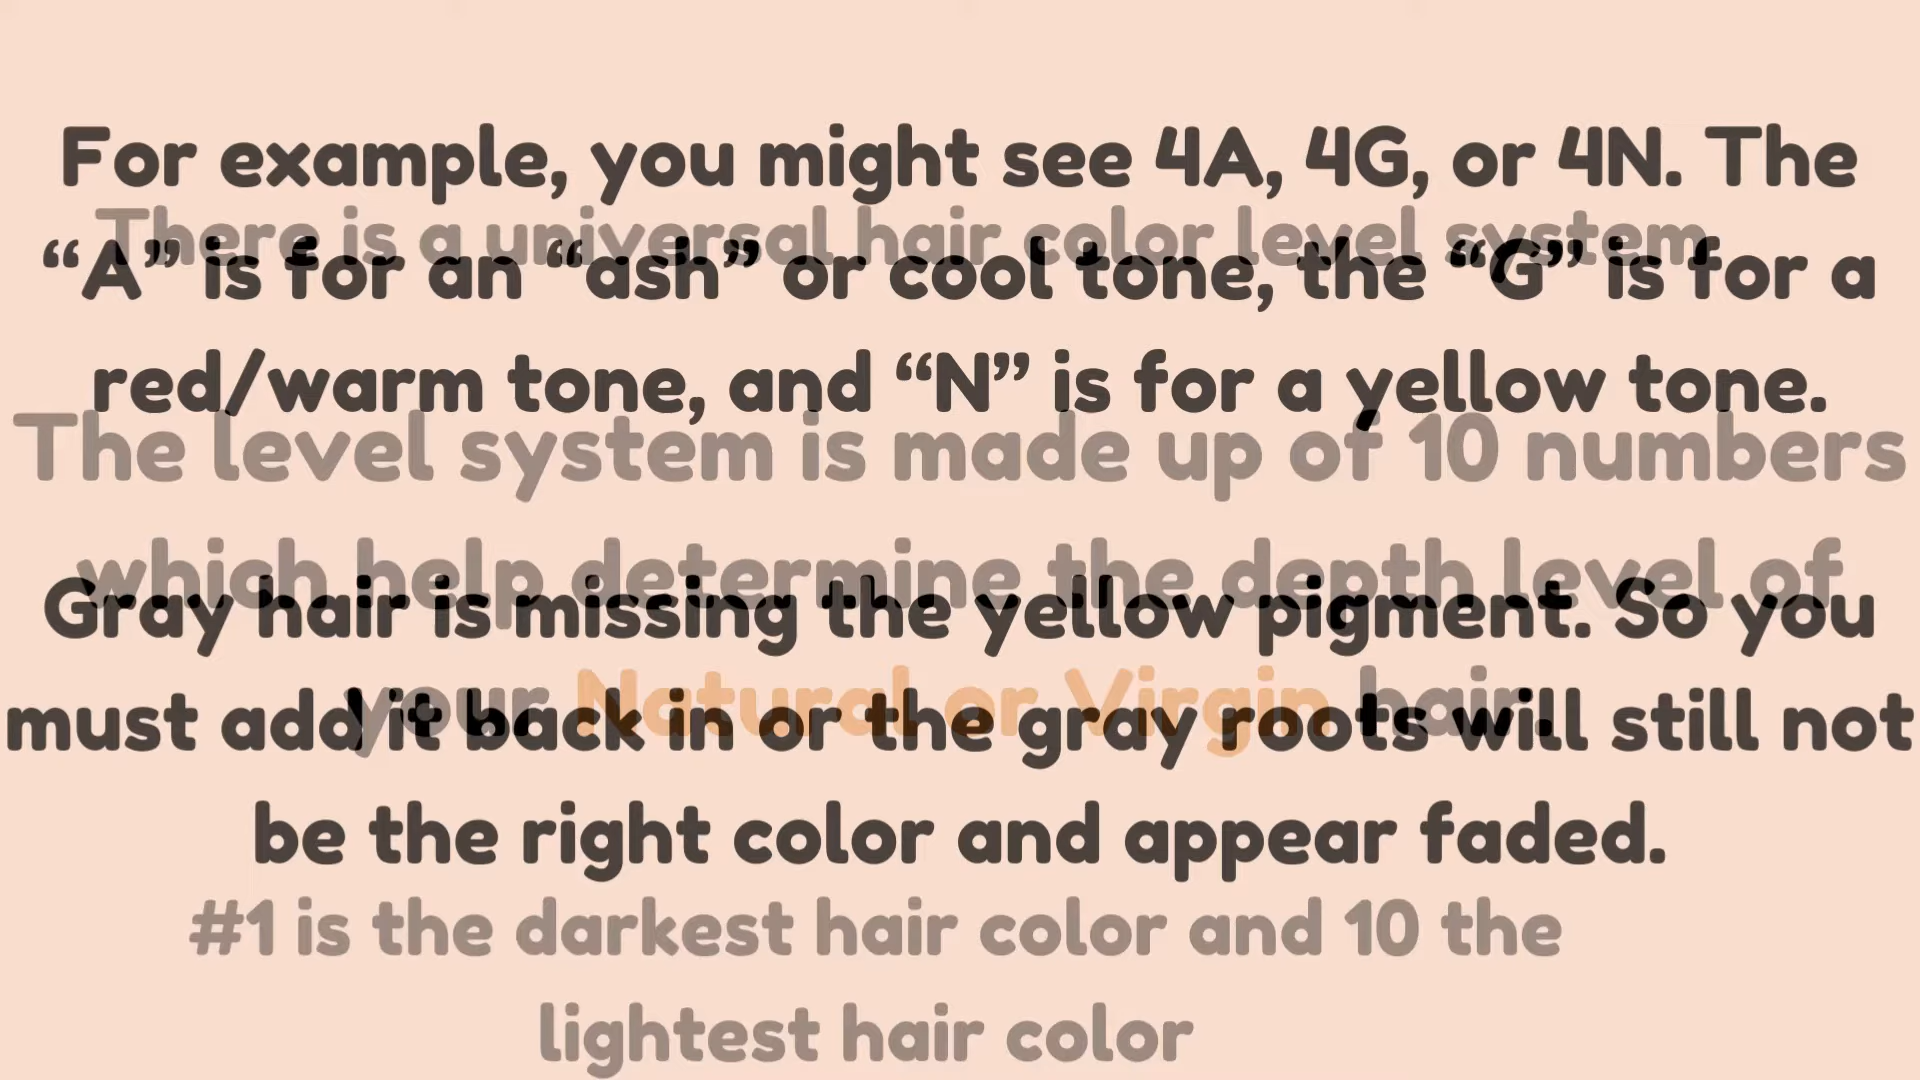 For example, you might see 4A, 4G, or 4N. The
There is a universal hair color level system
“A” is for an “ash” or cool tone, the “G” is for a
red/warm tone, and “N” is for a yellow tone.
The level system is made up of 10 numbers
which help determine the depth level of
Gray hair is missing the yellow pigment. So you
your Natural or Virgin hair.
must add it back in or the gray roots will still not
be the right color and appear faded.
#1 is the darkest hair color and 10 the
lightest hair color